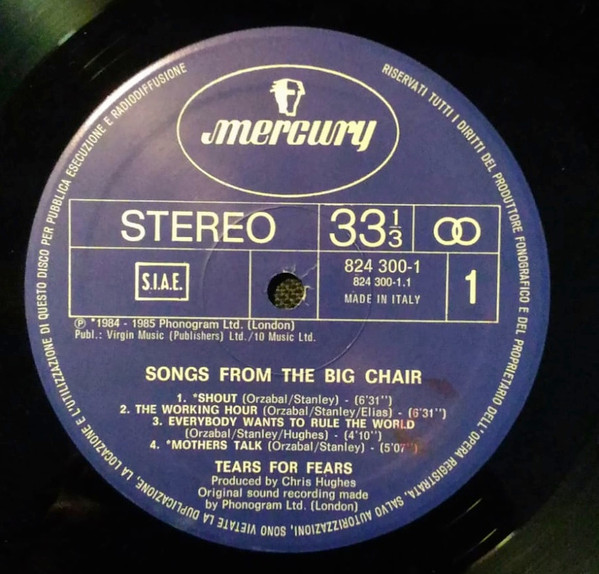 mercury
STEREO
33 1/3
S.I.A.E.
824 300-1
824 300-1.1
MADE IN ITALY
1
℗ *1984 - 1985 Phonogram Ltd. (London)
Publ.: Virgin Music (Publishers) Ltd./10 Music Ltd.
SONGS FROM THE BIG CHAIR
1. *SHOUT (Orzabal/Stanley) - (6'31'')
2. THE WORKING HOUR (Orzabal/Stanley/Elias) - (6'31'')
3. EVERYBODY WANTS TO RULE THE WORLD
(Orzabal/Stanley/Hughes) - (4'10'')
4. *MOTHERS TALK (Orzabal/Stanley) - (5'07'')
TEARS FOR FEARS
Produced by Chris Hughes
Original sound recording made
by Phonogram Ltd. (London)
RISERVATI TUTTI I DIRITTI DEL PRODUTTORE FONOGRAFICO E DEL PROPRIETARIO DELL'OPERA REGISTRATA. SALVO AUTORIZZAZIONI, SONO VIETATE LA DUPLICAZIONE, LA LOCAZIONE E L'UTILIZZAZIONE DI QUESTO DISCO PER PUBBLICA ESECUZIONE E RADIODIFFUSIONE